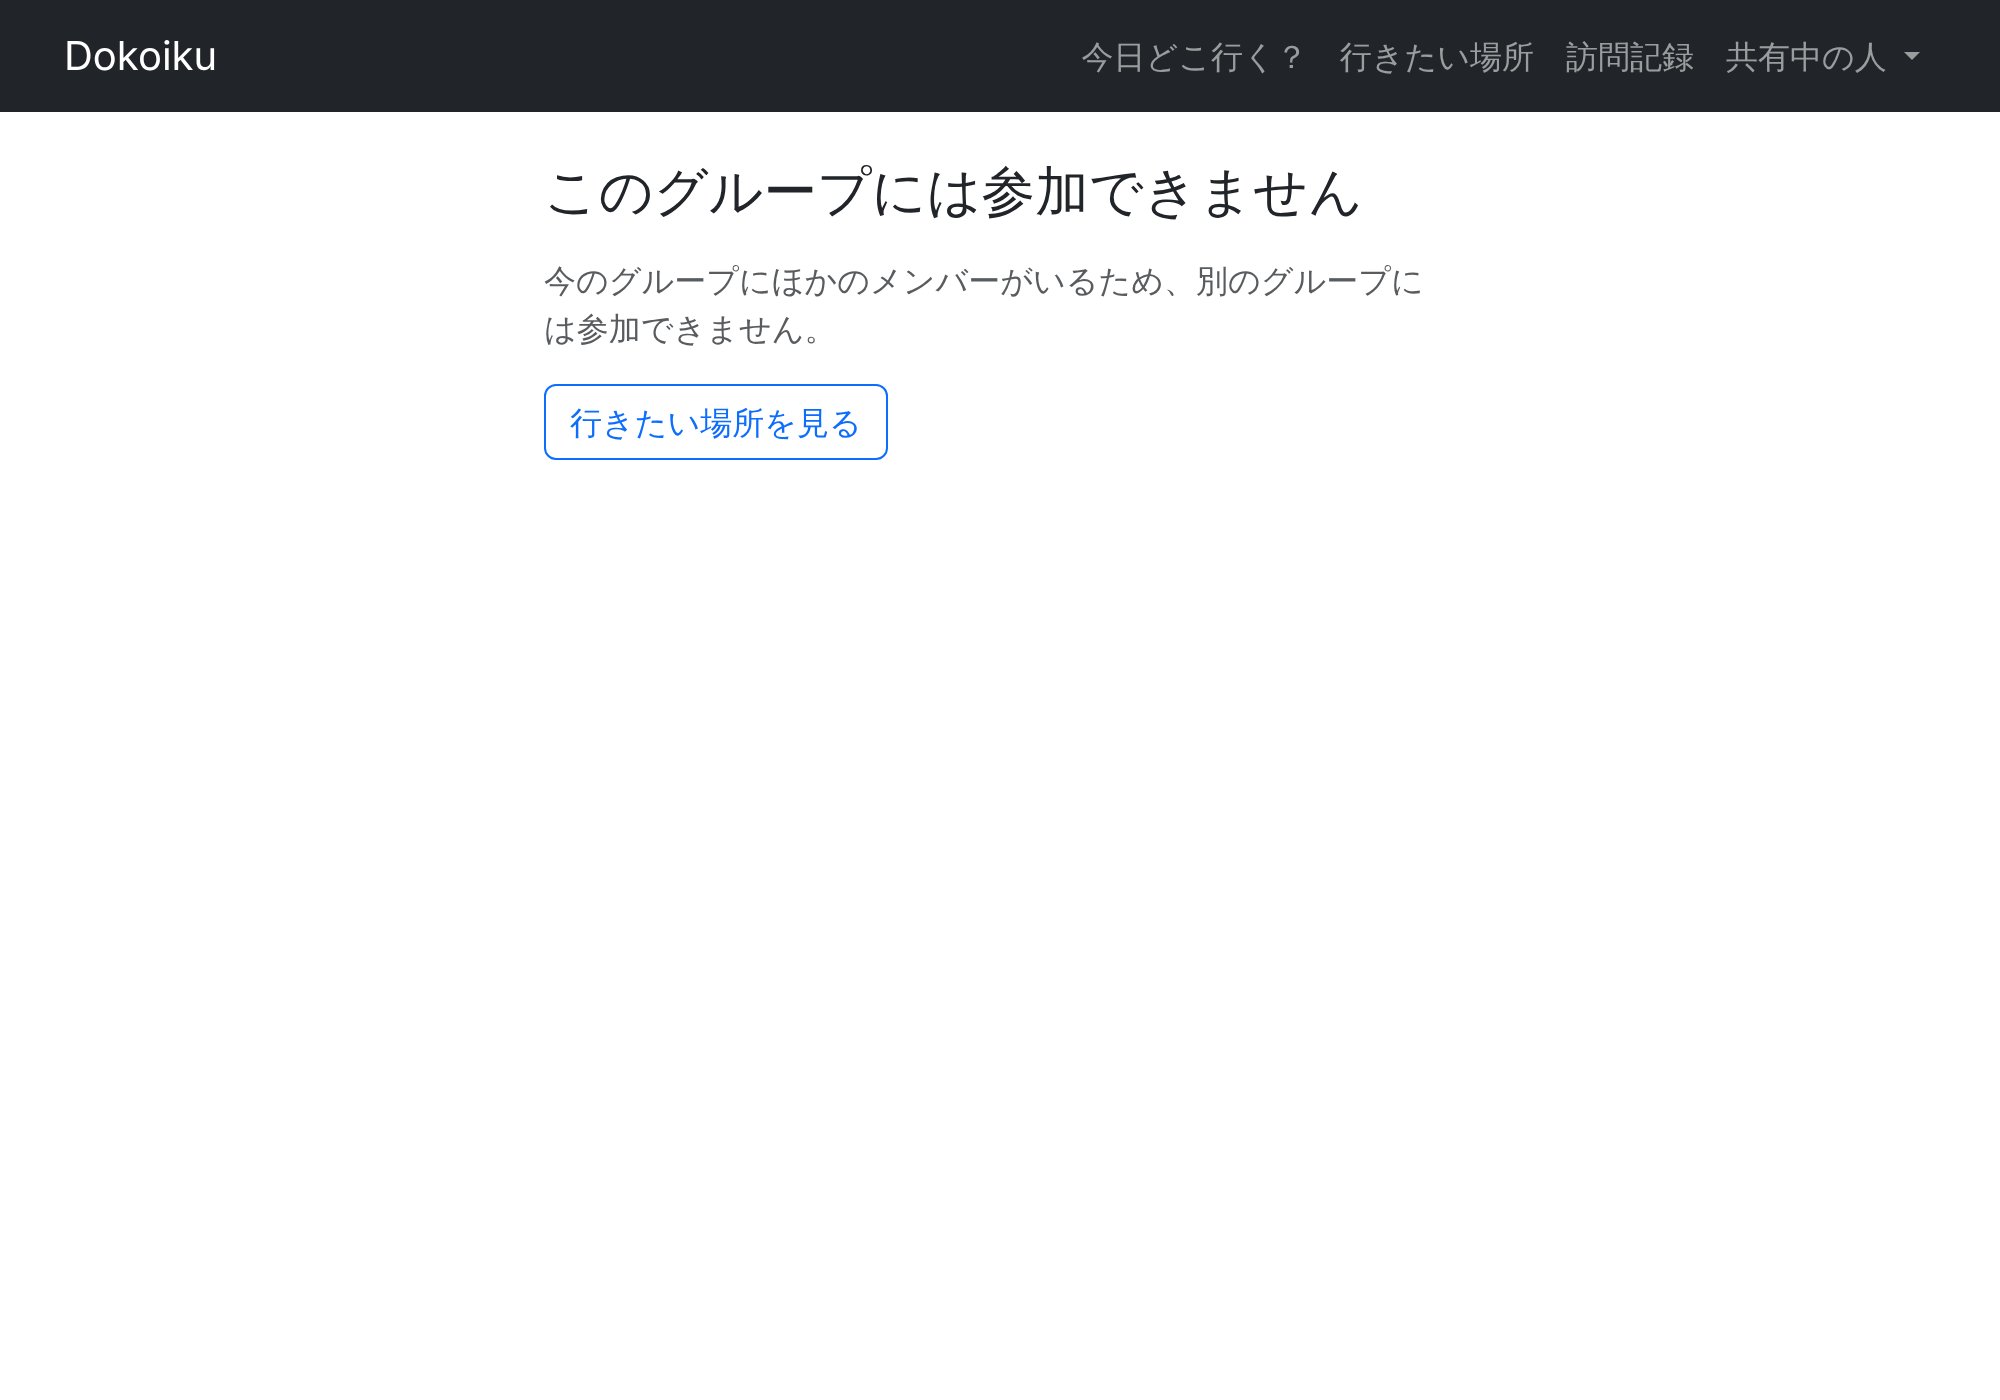 Dokoiku
今日どこ行く？
行きたい場所
訪問記録
共有中の人
このグループには参加できません
今のグループにほかのメンバーがいるため、別のグループに
は参加できません。
行きたい場所を見る